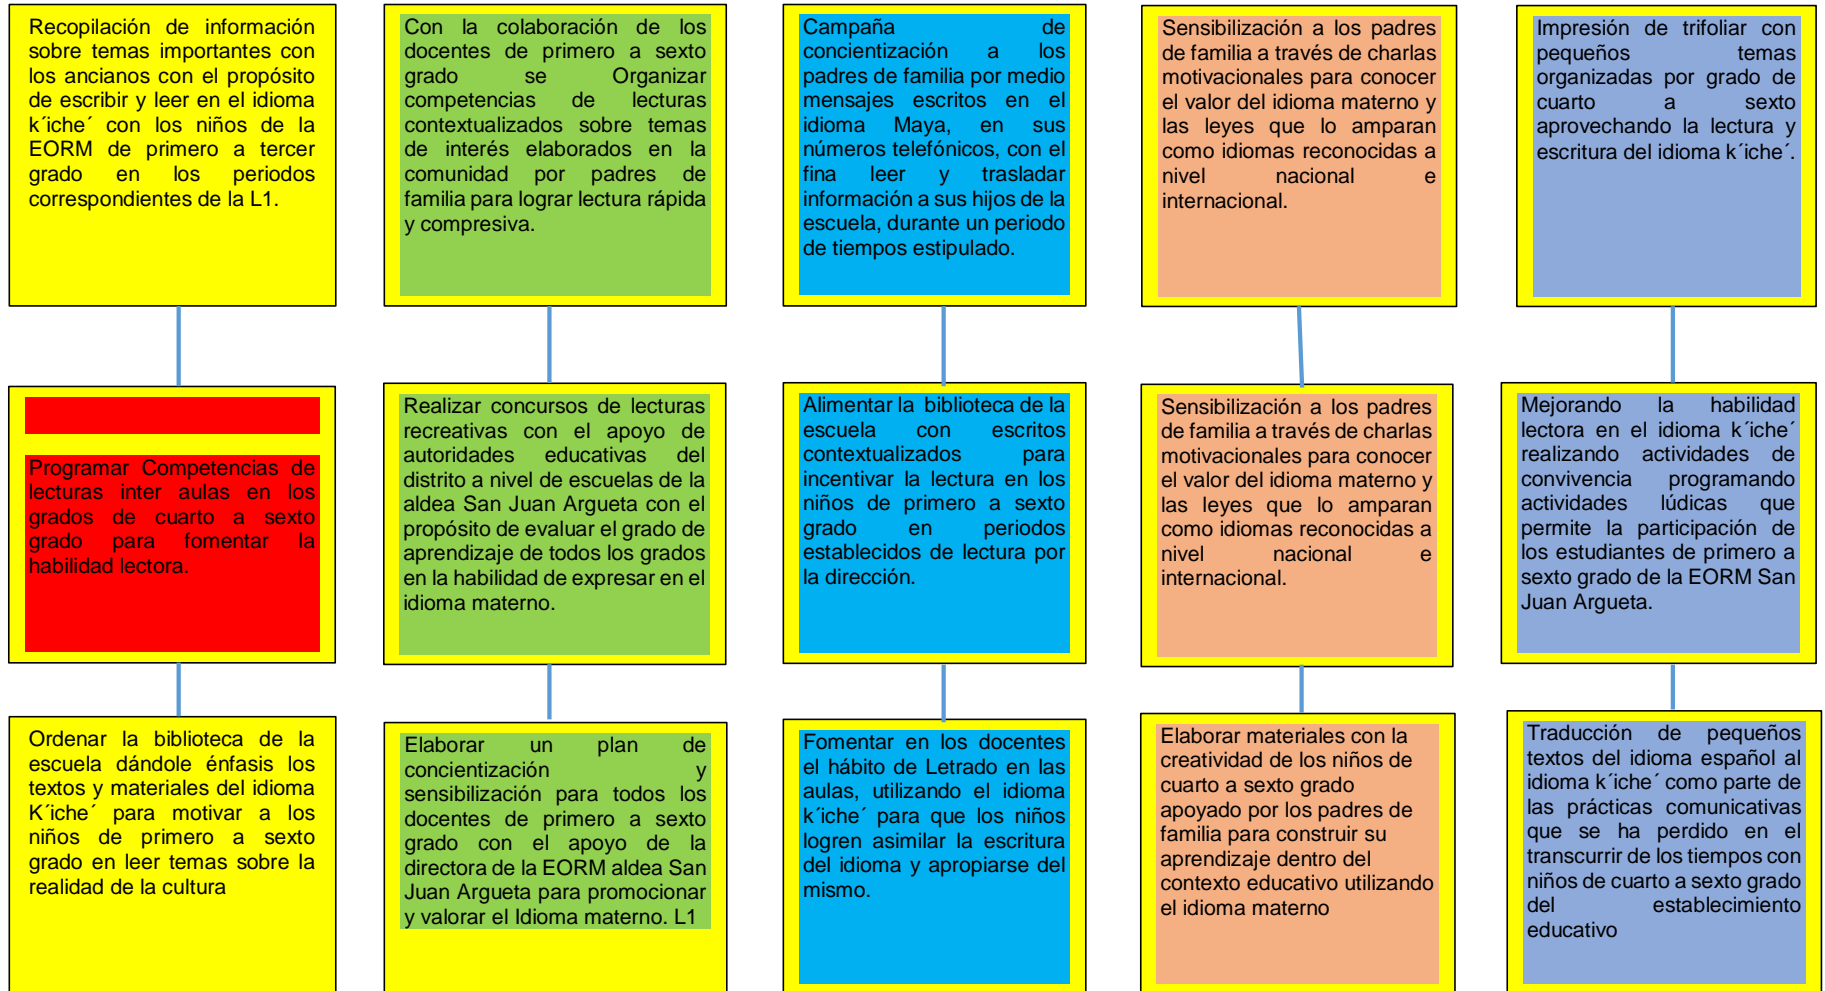 Recopilación de información
sobre temas importantes con
los ancianos con el propósito
de escribir y leer en el idioma
k´iche´ con los niños de la
EORM de primero a tercer
grado en los periodos
correspondientes de la L1.
Con la colaboración de los
docentes de primero a sexto
grado se Organizar
competencias de lecturas
contextualizados sobre temas
de interés elaborados en la
comunidad por padres de
familia para lograr lectura rápida
y compresiva.
Campaña de
concientización a los
padres de familia por medio
mensajes escritos en el
idioma Maya, en sus
números telefónicos, con el
fina leer y trasladar
información a sus hijos de la
escuela, durante un periodo
de tiempos estipulado.
Sensibilización a los padres
de familia a través de charlas
motivacionales para conocer
el valor del idioma materno y
las leyes que lo amparan
como idiomas reconocidas a
nivel nacional e
internacional.
Impresión de trifoliar con
pequeños temas
organizadas por grado de
cuarto a sexto
aprovechando la lectura y
escritura del idioma k´iche´.
Programar Competencias de
lecturas inter aulas en los
grados de cuarto a sexto
grado para fomentar la
habilidad lectora.
Realizar concursos de lecturas
recreativas con el apoyo de
autoridades educativas del
distrito a nivel de escuelas de la
aldea San Juan Argueta con el
propósito de evaluar el grado de
aprendizaje de todos los grados
en la habilidad de expresar en el
idioma materno.
Alimentar la biblioteca de la
escuela con escritos
contextualizados para
incentivar la lectura en los
niños de primero a sexto
grado en periodos
establecidos de lectura por
la dirección.
Sensibilización a los padres
de familia a través de charlas
motivacionales para conocer
el valor del idioma materno y
las leyes que lo amparan
como idiomas reconocidas a
nivel nacional e
internacional.
Mejorando la habilidad
lectora en el idioma k´iche´
realizando actividades de
convivencia programando
actividades lúdicas que
permite la participación de
los estudiantes de primero a
sexto grado de la EORM San
Juan Argueta.
Ordenar la biblioteca de la
escuela dándole énfasis los
textos y materiales del idioma
K´iche´ para motivar a los
niños de primero a sexto
grado en leer temas sobre la
realidad de la cultura
Elaborar un plan de
concientización y
sensibilización para todos los
docentes de primero a sexto
grado con el apoyo de la
directora de la EORM aldea San
Juan Argueta para promocionar
y valorar el Idioma materno. L1
Fomentar en los docentes
el hábito de Letrado en las
aulas, utilizando el idioma
k´iche´ para que los niños
logren asimilar la escritura
del idioma y apropiarse del
mismo.
Elaborar materiales con la
creatividad de los niños de
cuarto a sexto grado
apoyado por los padres de
familia para construir su
aprendizaje dentro del
contexto educativo utilizando
el idioma materno
Traducción de pequeños
textos del idioma español al
idioma k´iche´ como parte de
las prácticas comunicativas
que se ha perdido en el
transcurrir de los tiempos con
niños de cuarto a sexto grado
del establecimiento
educativo